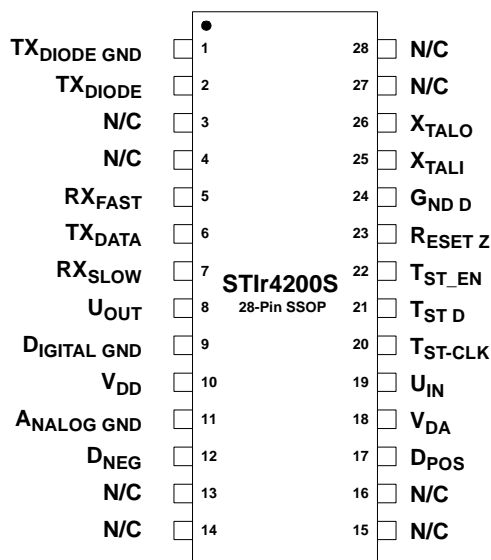 TXDIODE GND 1 28 N/C
TXDIODE 2 27 N/C
N/C 3 26 XTALO
N/C 4 25 XTALI
RXFAST 5 24 GND D
TXDATA 6 23 RESET Z
RXSLOW 7 22 TST_EN
STIr4200S
UOUT 8 21 TST D
28-Pin SSOP
DIGITAL GND 9 20 TST-CLK
VDD 10 19 UIN
ANALOG GND 11 18 VDA
DNEG 12 17 DPOS
N/C 13 16 N/C
N/C 14 15 N/C